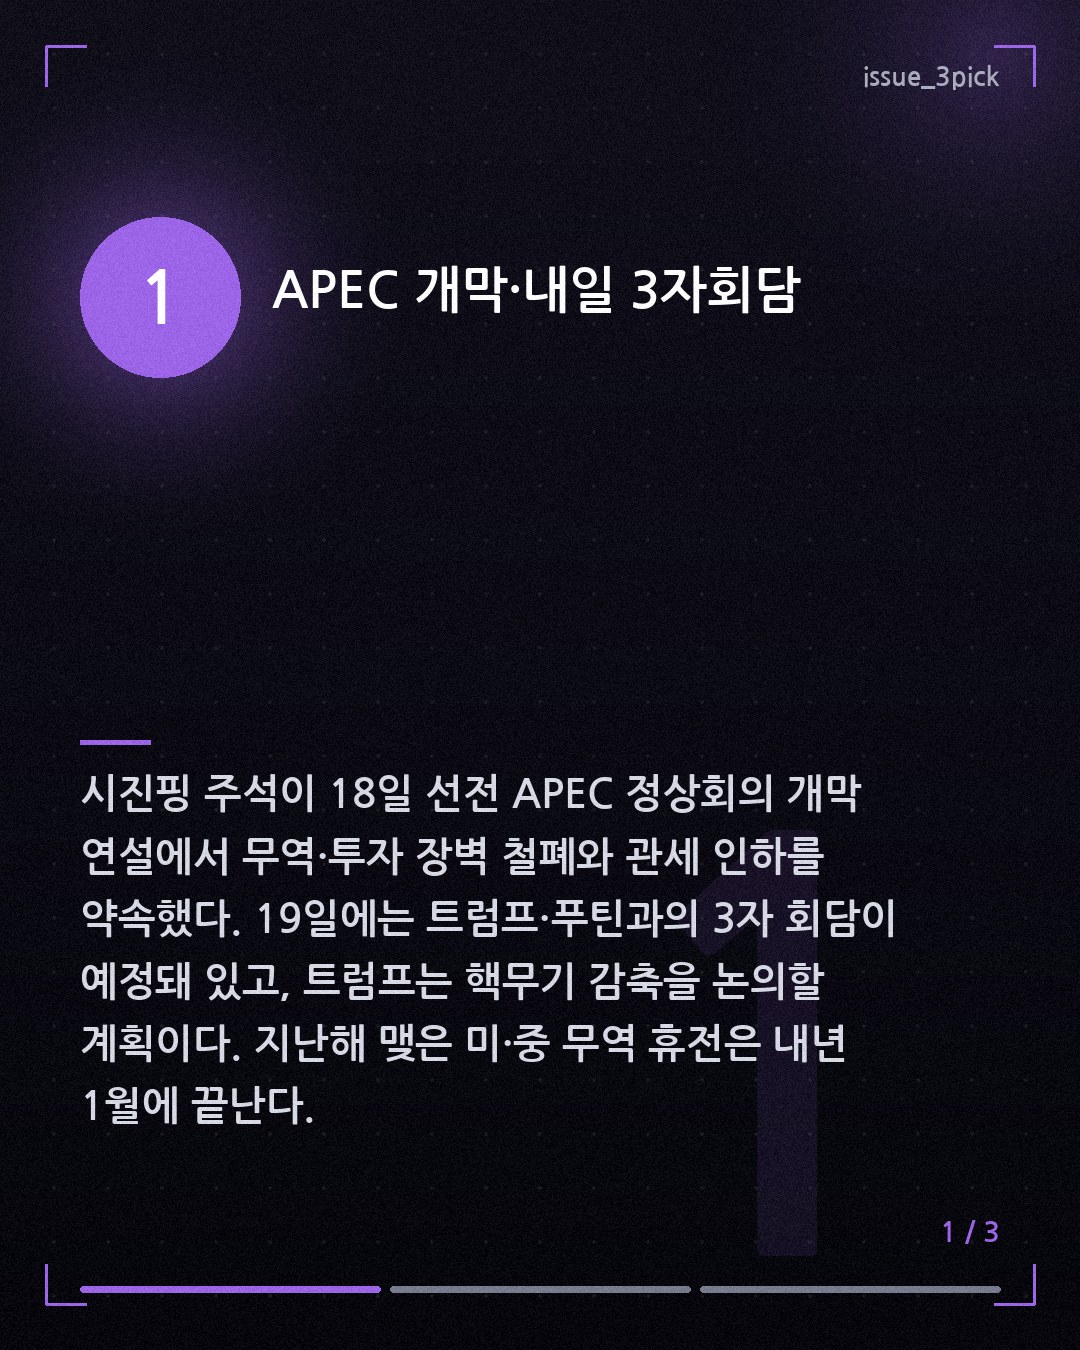 issue_3pick
1
APEC 개막·내일 3자회담
시진핑 주석이 18일 선전 APEC 정상회의 개막
연설에서 무역·투자 장벽 철폐와 관세 인하를
약속했다. 19일에는 트럼프·푸틴과의 3자 회담이
예정돼 있고, 트럼프는 핵무기 감축을 논의할
계획이다. 지난해 맺은 미·중 무역 휴전은 내년
1월에 끝난다.
1
1 / 3